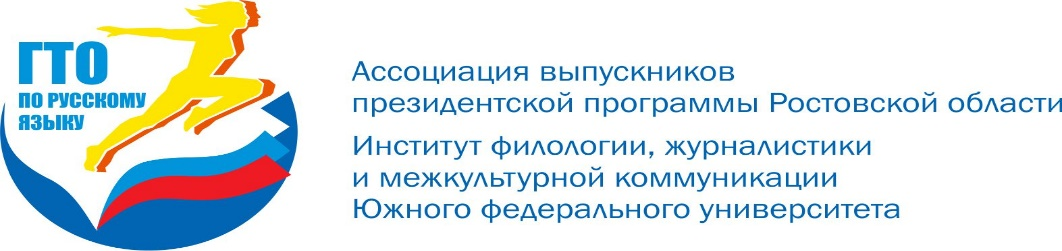 ГТО
ПО РУССКОМУ
ЯЗЫКУ
Ассоциация выпускников
президентской программы Ростовской области
Институт филологии, журналистики
и межкультурной коммуникации
Южного федерального университета